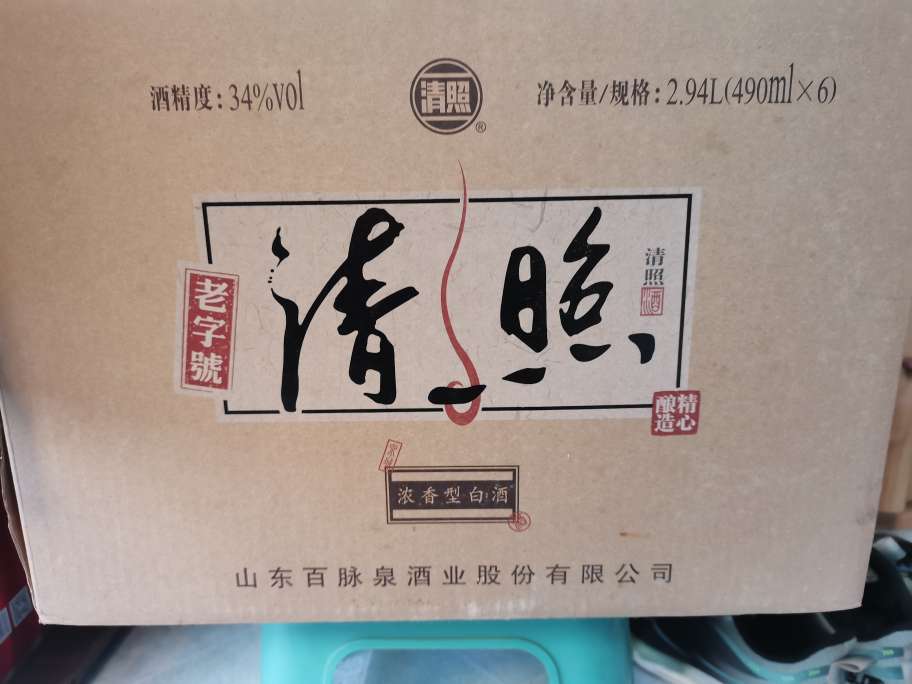 酒精度:34%vol
清照
®
净含量/规格:2.94L(490ml×6)
清照
清照
酒
老字號
精心
酿造
浓香型白酒
山东百脉泉酒业股份有限公司